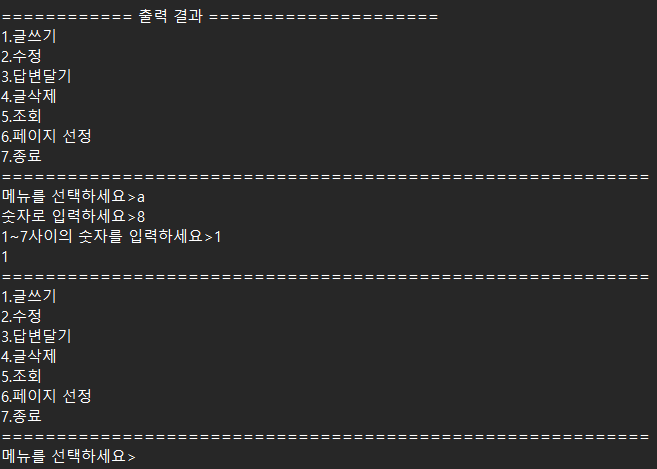 ============ 출력 결과 =====================
1.글쓰기
2.수정
3.답변달기
4.글삭제
5.조회
6.페이지 선정
7.종료
===========================================================
메뉴를 선택하세요>a
숫자로 입력하세요>8
1~7사이의 숫자를 입력하세요>1
1
===========================================================
1.글쓰기
2.수정
3.답변달기
4.글삭제
5.조회
6.페이지 선정
7.종료
===========================================================
메뉴를 선택하세요>